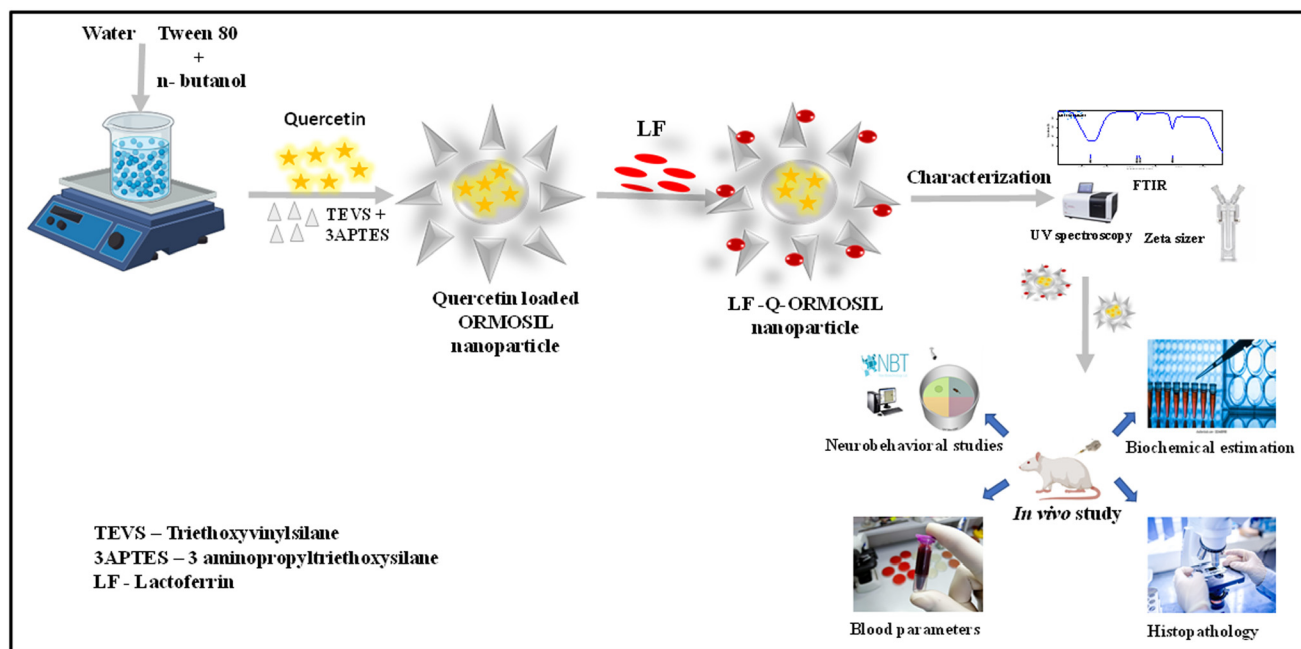 Water
Tween 80
+
n- butanol
Quercetin
TEVS +
3APTES
Quercetin loaded
ORMOSIL
nanoparticle
LF
LF -Q- ORMOSIL
nanoparticle
Characterization
FTIR
UV spectroscopy
Zeta sizer
NBT
Neurobehavioral studies
Biochemical estimation
In vivo study
Blood parameters
Histopathology
TEVS – Triethoxyvinylsilane
3APTES – 3 aminopropyltriethoxysilane
LF - Lactoferrin